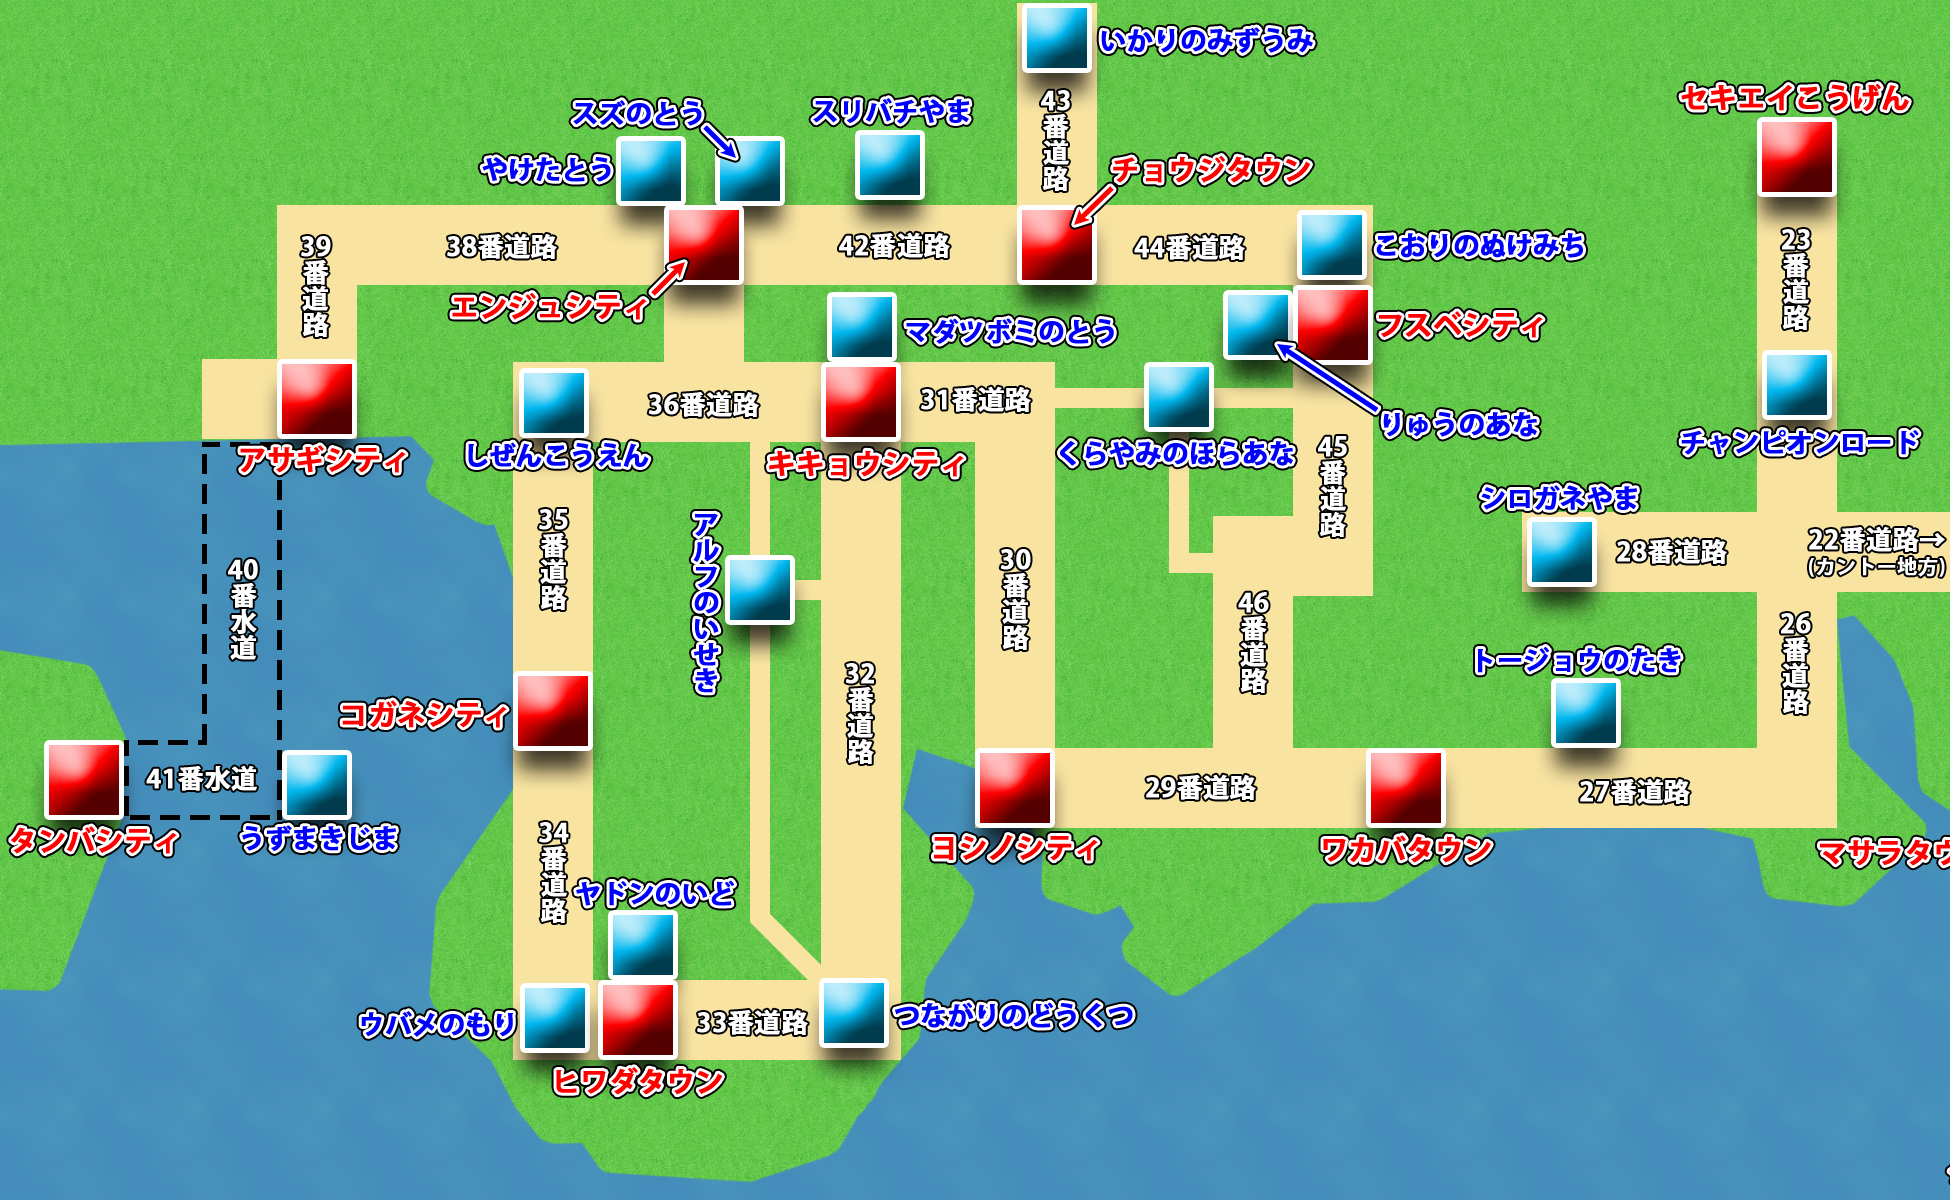 いかりのみずうみ
43番道路
セキエイこうげん
スズのとう
スリバチやま
やけたとう
チョウジタウン
39番道路
38番道路
42番道路
44番道路
こおりのぬけみち
23番道路
エンジュシティ
マダツボミのとう
フスベシティ
36番道路
31番道路
りゅうのあな
チャンピオンロード
アサギシティ
しぜんこうえん
キキョウシティ
くらやみのほらあな
45番道路
シロガネやま
28番道路
22番道路→
(カントー地方)
35番道路
アルフのいせき
40番水道
30番道路
46番道路
26番道路
トージョウのたき
32番道路
コガネシティ
41番水道
29番道路
27番道路
タンバシティ
うずまきじま
34番道路
ヨシノシティ
ワカバタウン
マサラタウ
ヤドンのいど
ウバメのもり
33番道路
つながりのどうくつ
ヒワダタウン